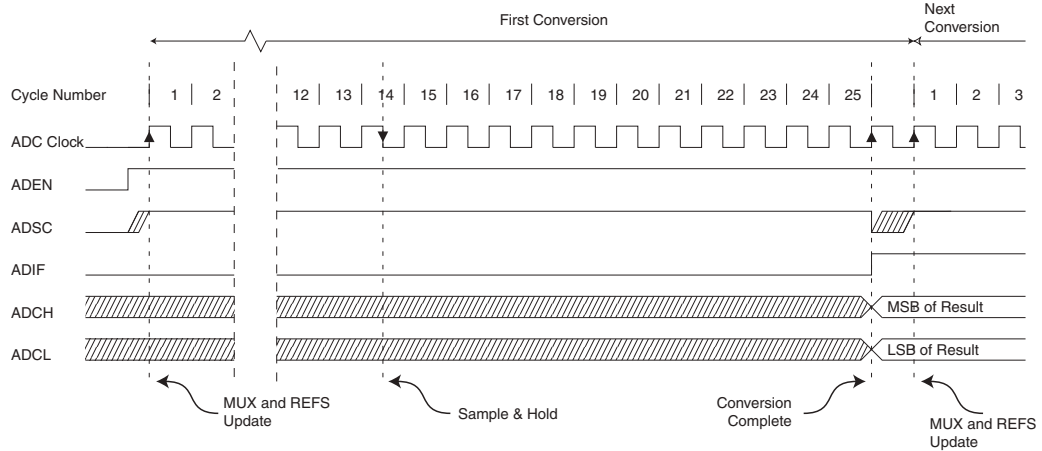 First Conversion
Next
Conversion
Cycle Number 1 2 12 13 14 15 16 17 18 19 20 21 22 23 24 25 1 2 3
ADC Clock
ADEN
ADSC
ADIF
ADCH MSB of Result
ADCL LSB of Result
MUX and REFS
Update
Sample & Hold
Conversion
Complete
MUX and REFS
Update